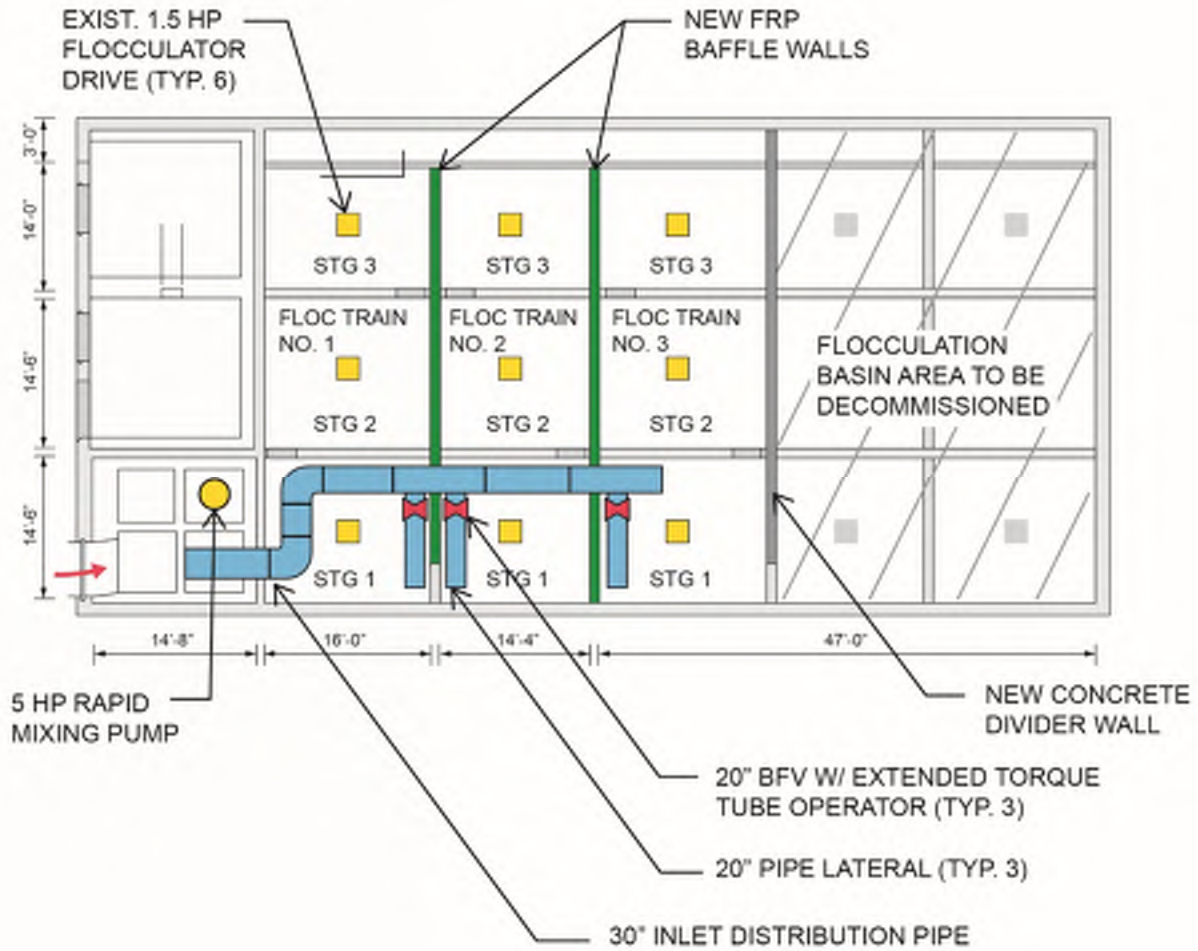 EXIST. 1.5 HP
FLOCCULATOR
DRIVE (TYP. 6)
NEW FRP
BAFFLE WALLS
3'-0"
14'-0"
14'-6"
14'-6"
STG 3
STG 3
STG 3
FLOC TRAIN
NO. 1
FLOC TRAIN
NO. 2
FLOC TRAIN
NO. 3
STG 2
STG 2
STG 2
FLOCCULATION
BASIN AREA TO BE
DECOMMISSIONED
STG 1
STG 1
STG 1
14'-8"
16'-0"
14'-4"
47'-0"
5 HP RAPID
MIXING PUMP
NEW CONCRETE
DIVIDER WALL
20" BFV W/ EXTENDED TORQUE
TUBE OPERATOR (TYP. 3)
20" PIPE LATERAL (TYP. 3)
30" INLET DISTRIBUTION PIPE